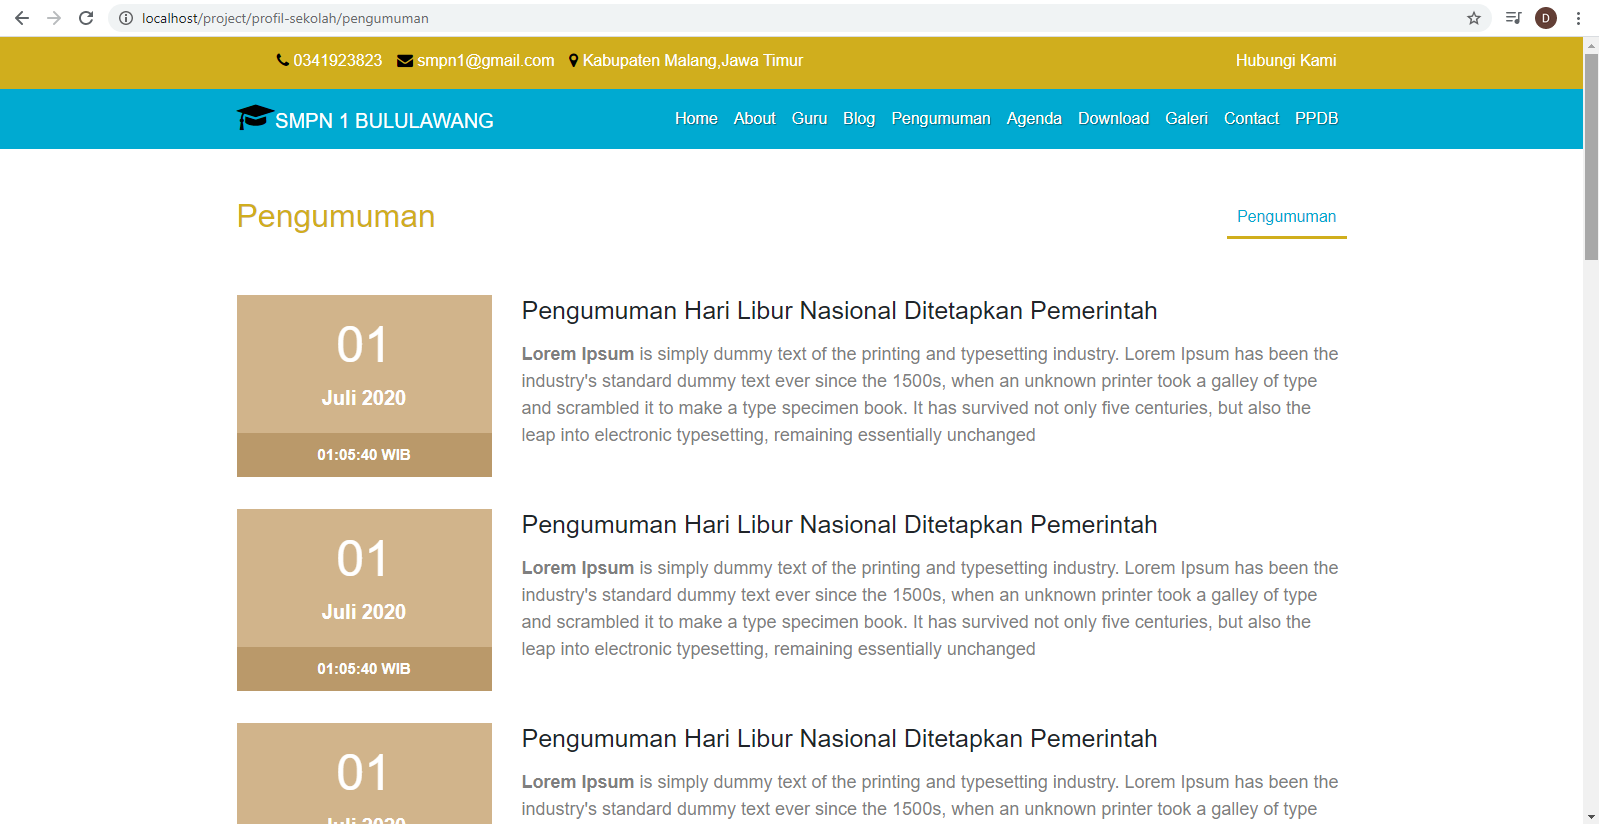 localhost/project/profil-sekolah/pengumuman
D
0341923823 smpn1@gmail.com Kabupaten Malang,Jawa Timur Hubungi Kami
SMPN 1 BULULAWANG Home About Guru Blog Pengumuman Agenda Download Galeri Contact PPDB
Pengumuman Pengumuman
01
Juli 2020
01:05:40 WIB
Pengumuman Hari Libur Nasional Ditetapkan Pemerintah
Lorem Ipsum is simply dummy text of the printing and typesetting industry. Lorem Ipsum has been the
industry's standard dummy text ever since the 1500s, when an unknown printer took a galley of type
and scrambled it to make a type specimen book. It has survived not only five centuries, but also the
leap into electronic typesetting, remaining essentially unchanged
01
Juli 2020
01:05:40 WIB
Pengumuman Hari Libur Nasional Ditetapkan Pemerintah
Lorem Ipsum is simply dummy text of the printing and typesetting industry. Lorem Ipsum has been the
industry's standard dummy text ever since the 1500s, when an unknown printer took a galley of type
and scrambled it to make a type specimen book. It has survived not only five centuries, but also the
leap into electronic typesetting, remaining essentially unchanged
01
Juli 2020
Pengumuman Hari Libur Nasional Ditetapkan Pemerintah
Lorem Ipsum is simply dummy text of the printing and typesetting industry. Lorem Ipsum has been the
industry's standard dummy text ever since the 1500s, when an unknown printer took a galley of type